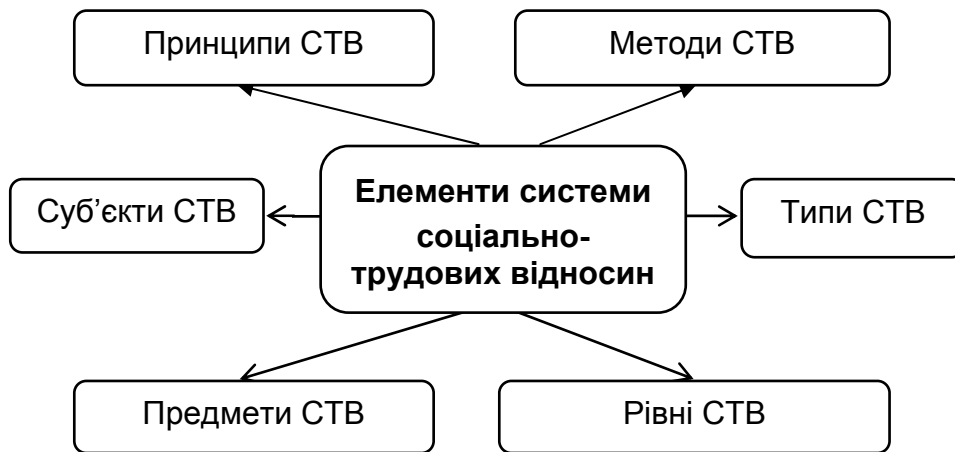 Принципи СТВ
Методи СТВ
Елементи системи
соціально-
трудових відносин
Суб’єкти СТВ
Типи СТВ
Предмети СТВ
Рівні СТВ